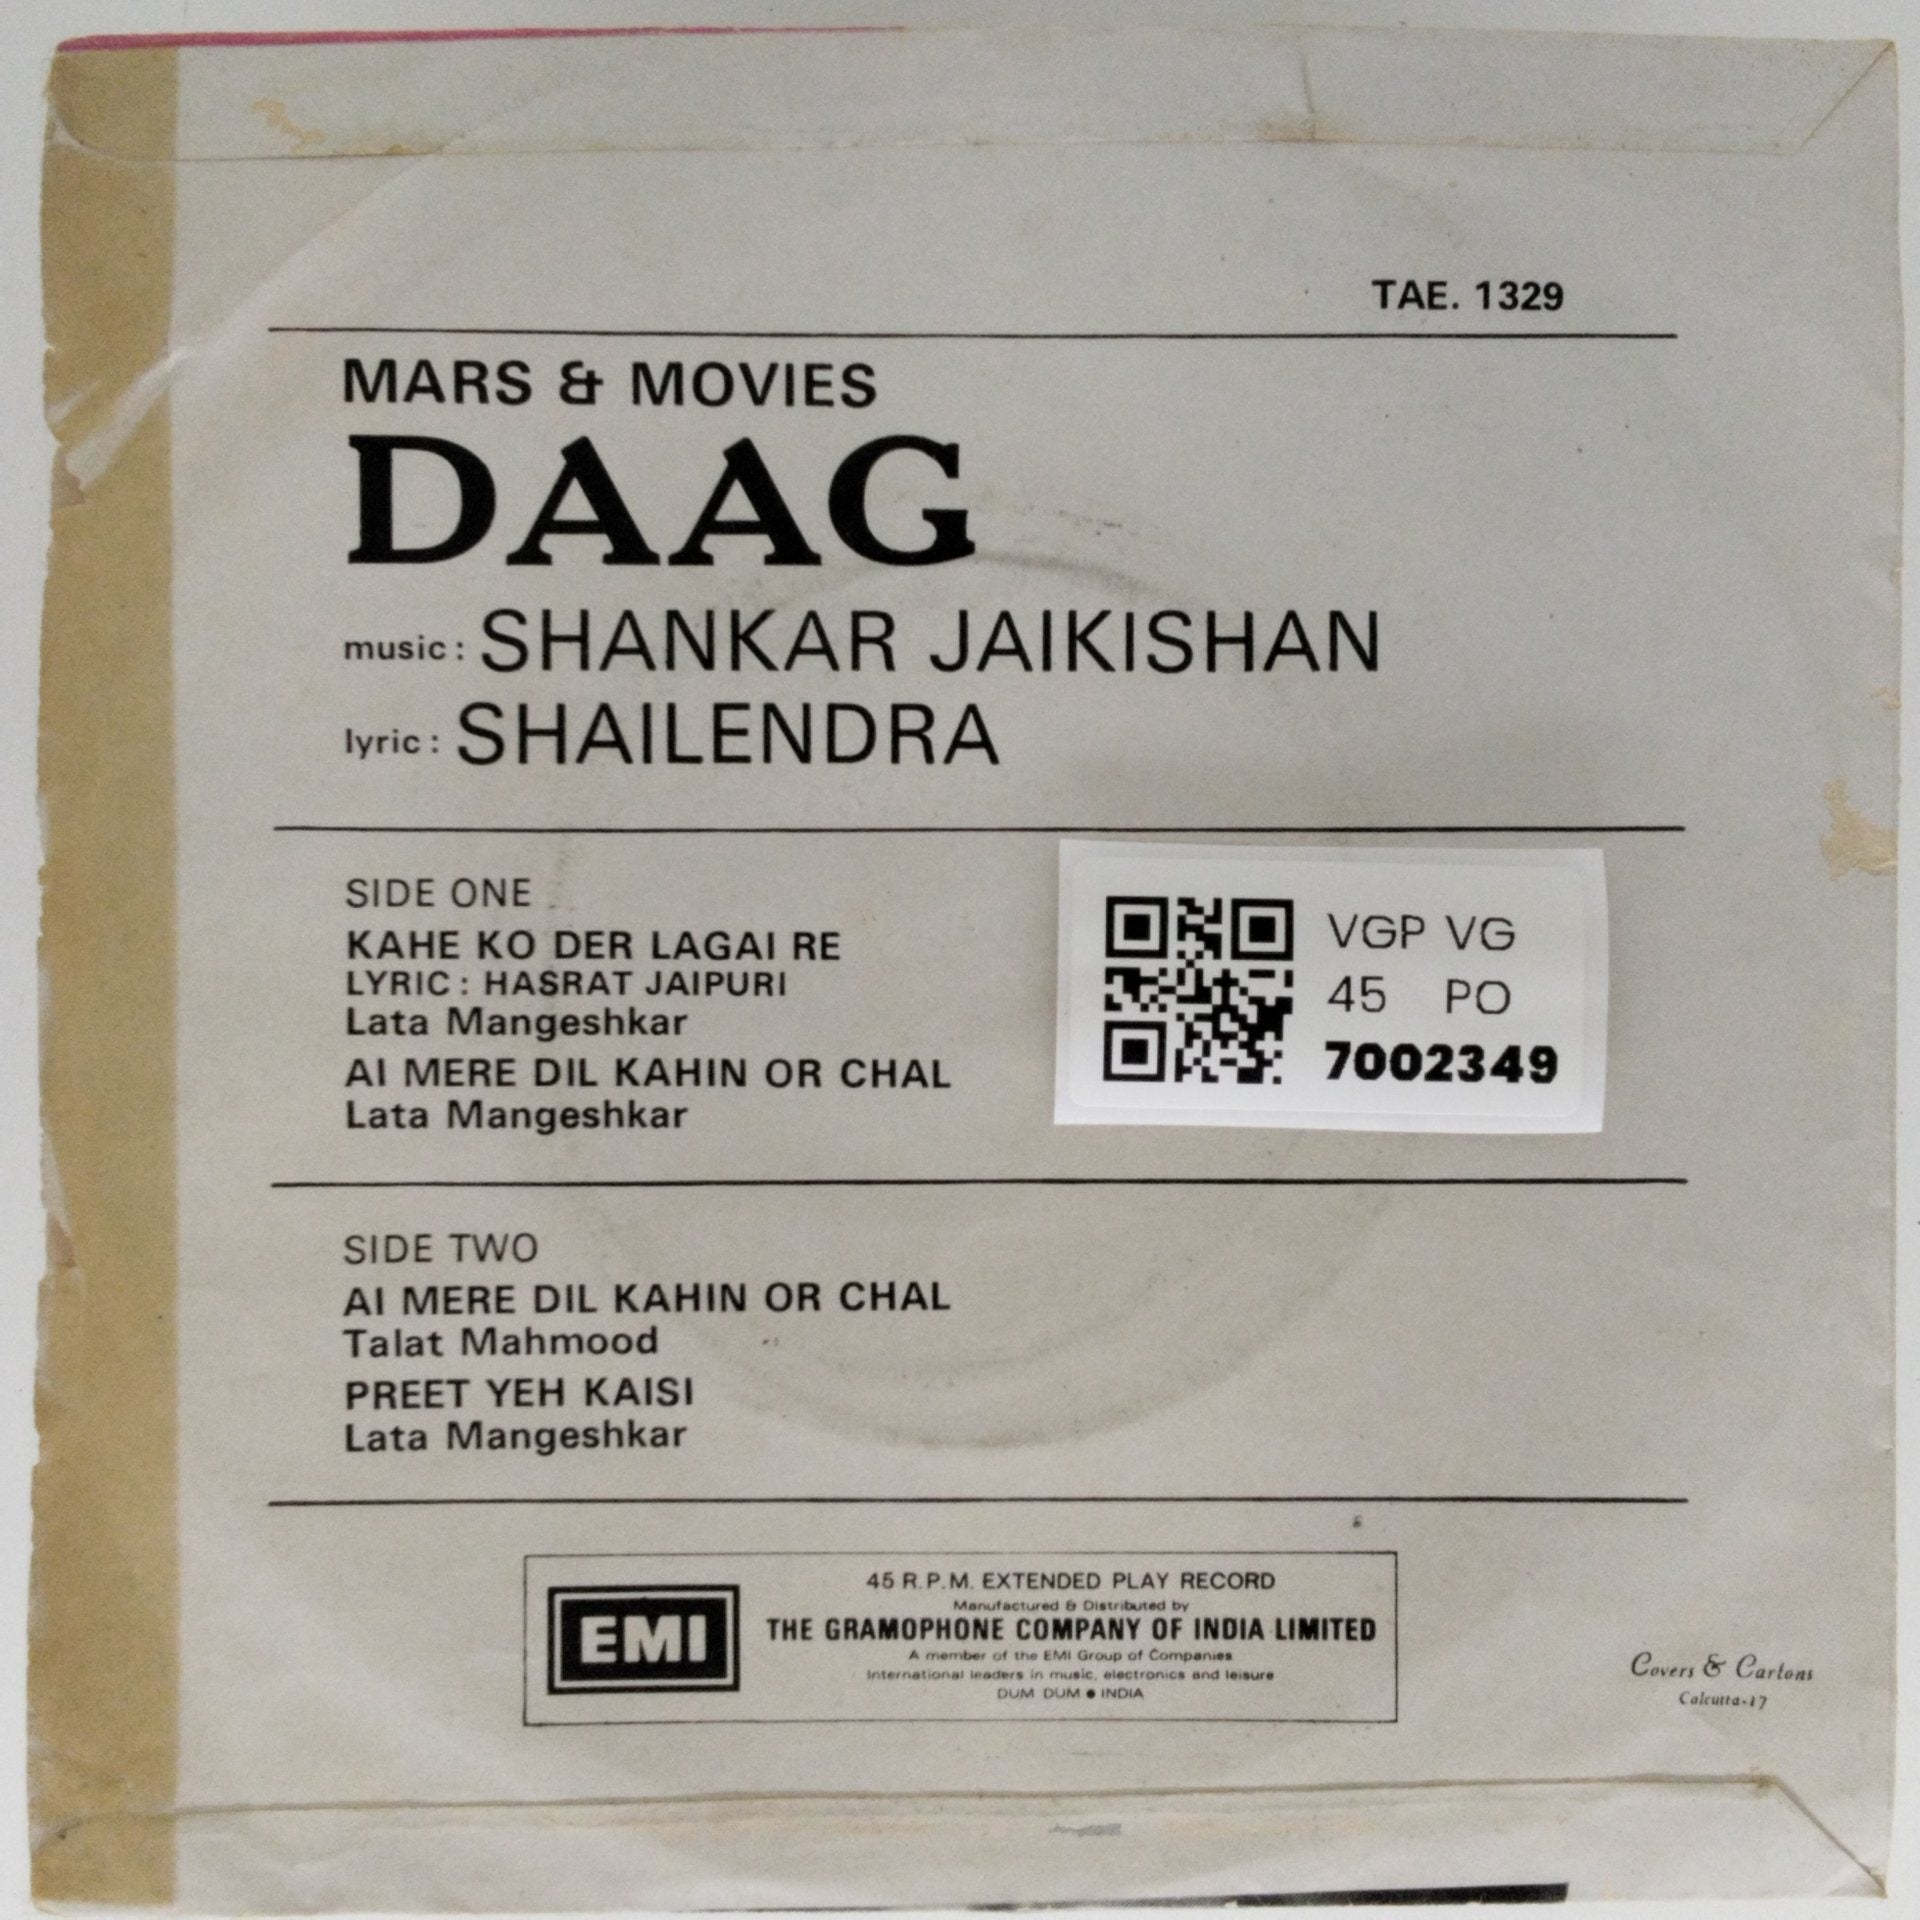 TAE. 1329
MARS & MOVIES
DAAG
music: SHANKAR JAIKISHAN
lyric: SHAILENDRA
SIDE ONE
KAHE KO DER LAGAI RE
LYRIC: HASRAT JAIPURI
Lata Mangeshkar
AI MERE DIL KAHIN OR CHAL
Lata Mangeshkar
VGP VG
45 PO
7002349
SIDE TWO
AI MERE DIL KAHIN OR CHAL
Talat Mahmood
PREET YEH KAISI
Lata Mangeshkar
EMI
45 R.P.M. EXTENDED PLAY RECORD
Manufactured & Distributed by
THE GRAMOPHONE COMPANY OF INDIA LIMITED
A member of the EMI Group of Companies
International leaders in music, electronics and leisure
DUM DUM ● INDIA
Covers & Cartons
Calcutta-17